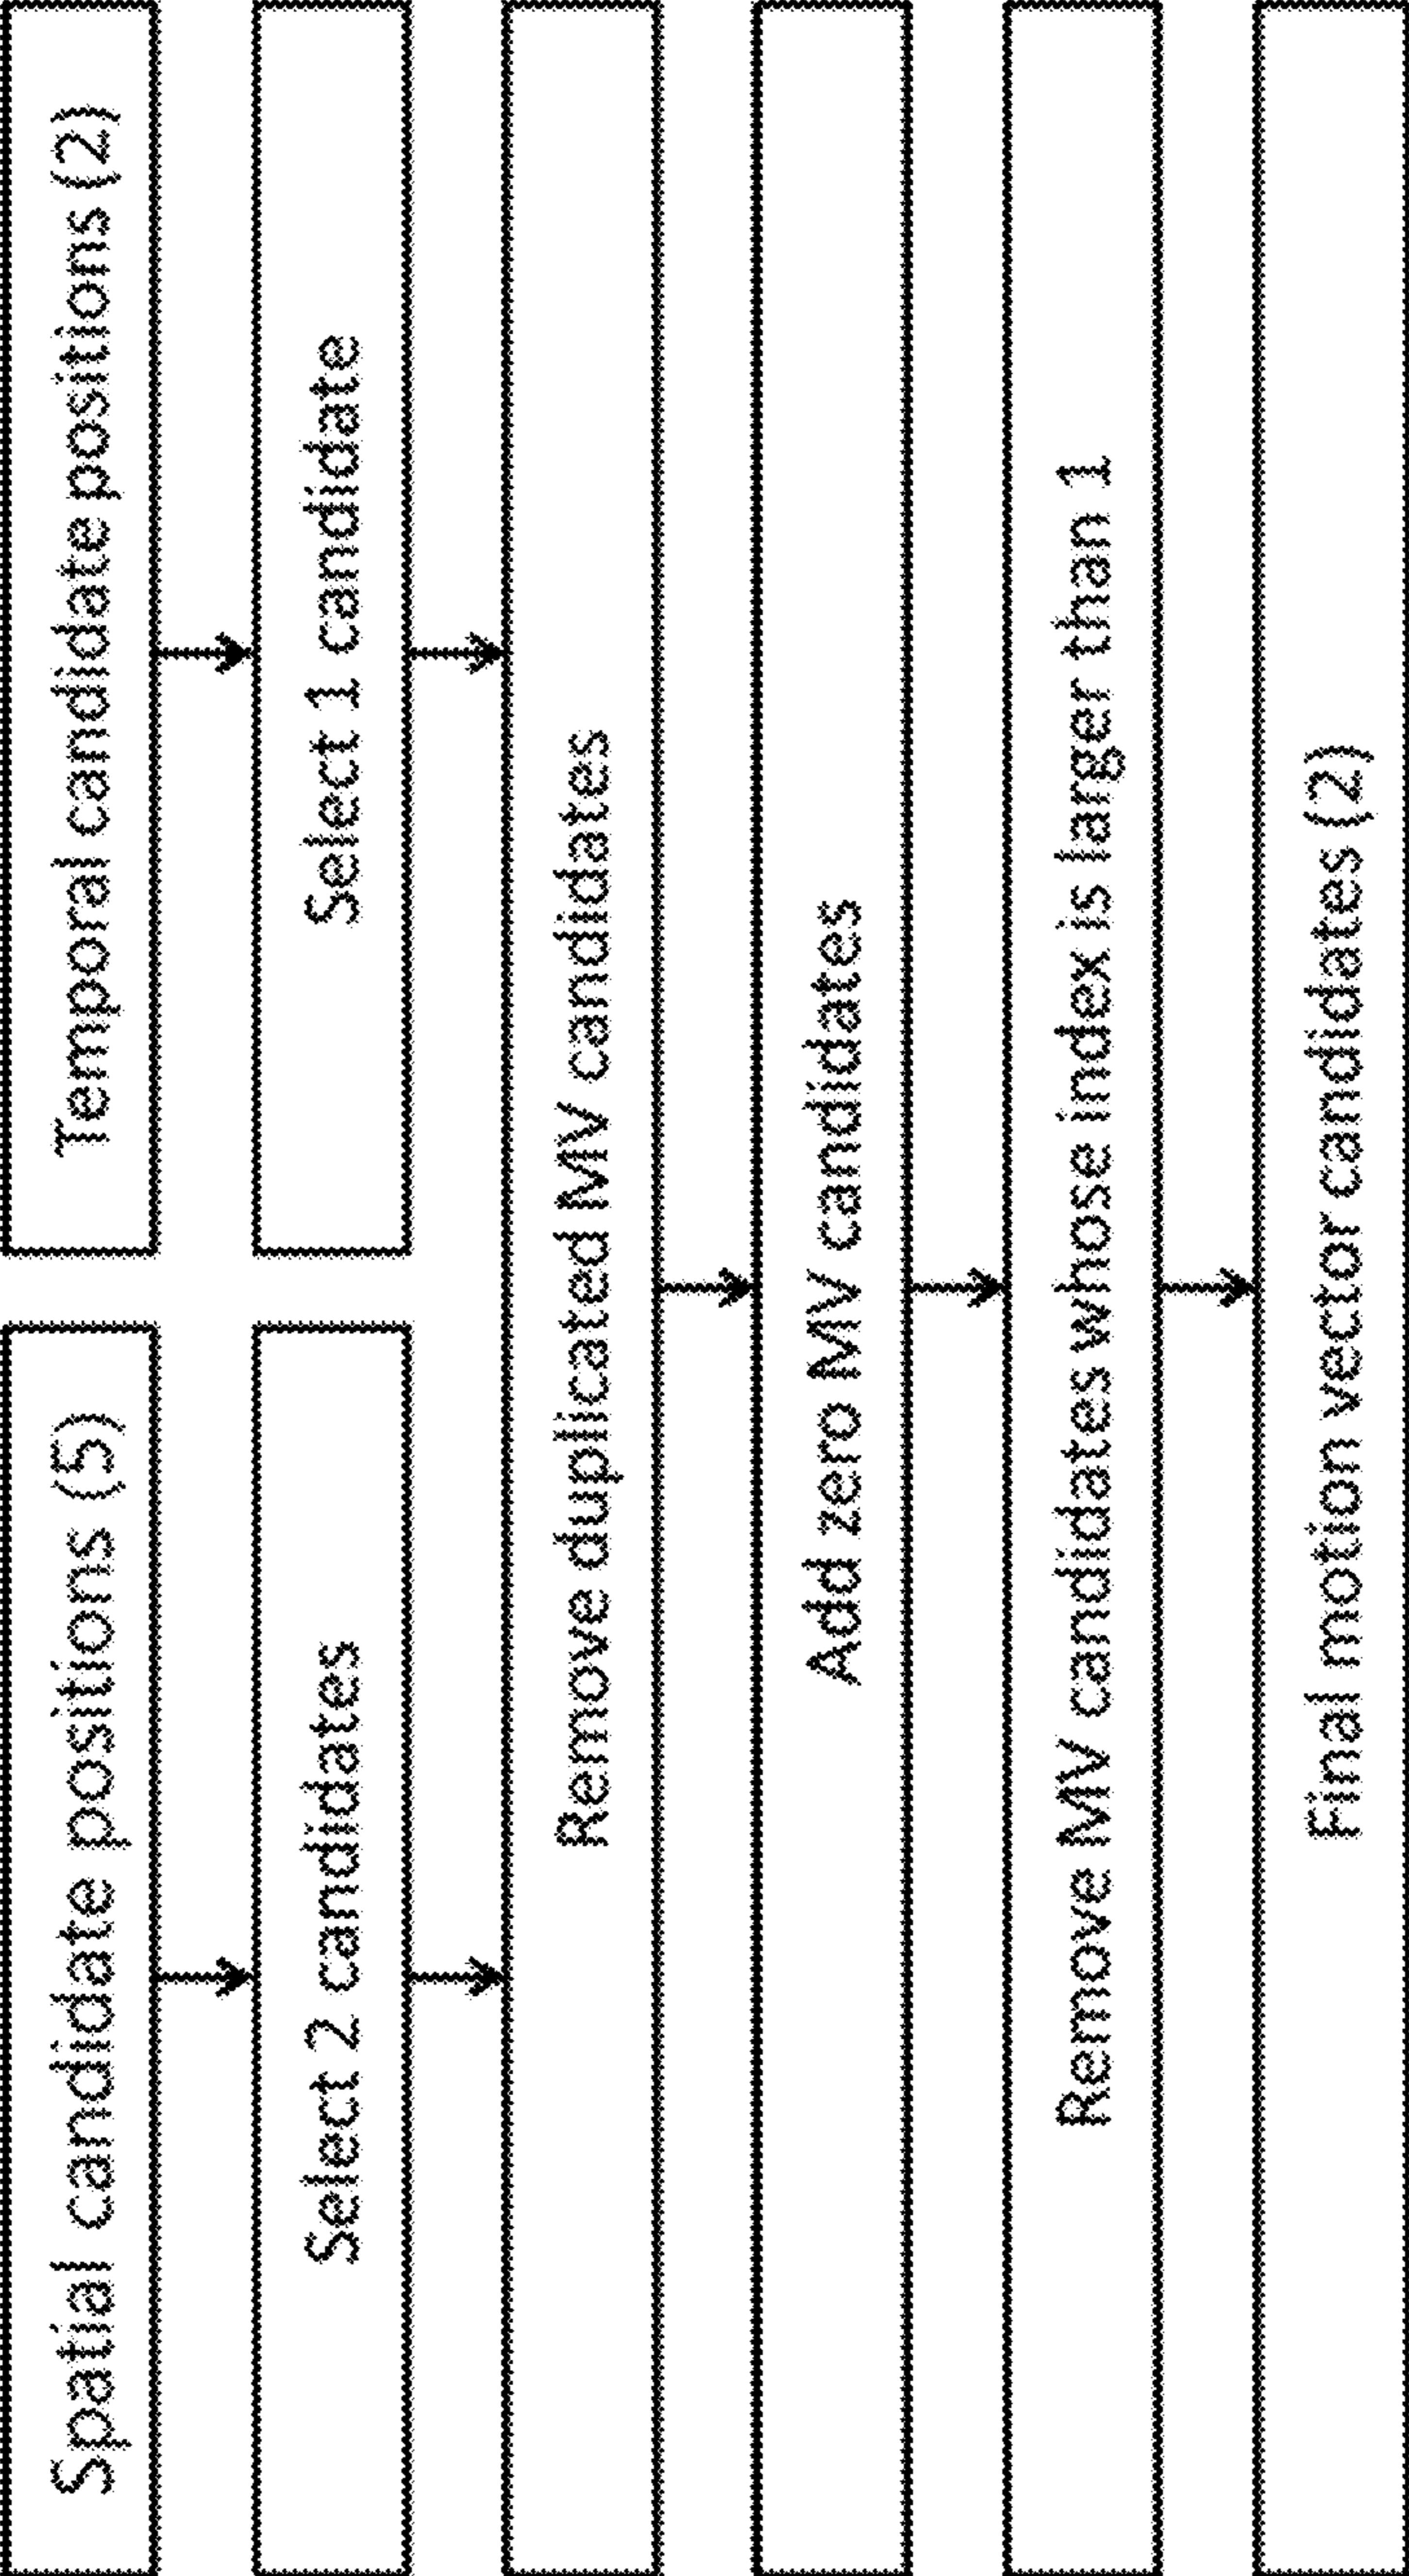 Spatial candidate positions (5)
Temporal candidate positions (2)
Select 2 candidates
Select 1 candidate
Remove duplicated MV candidates
Add zero MV candidates
Remove MV candidates whose index is larger than 1
Final motion vector candidates (2)